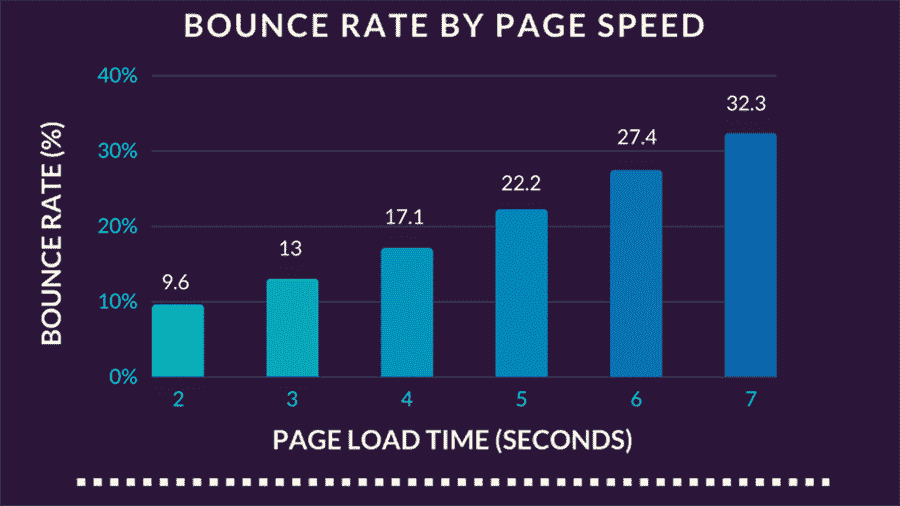 BOUNCE RATE BY PAGE SPEED
BOUNCE RATE (%)
40%
30%
20%
10%
0%
9.6
13
17.1
22.2
27.4
32.3
2 3 4 5 6 7
PAGE LOAD TIME (SECONDS)